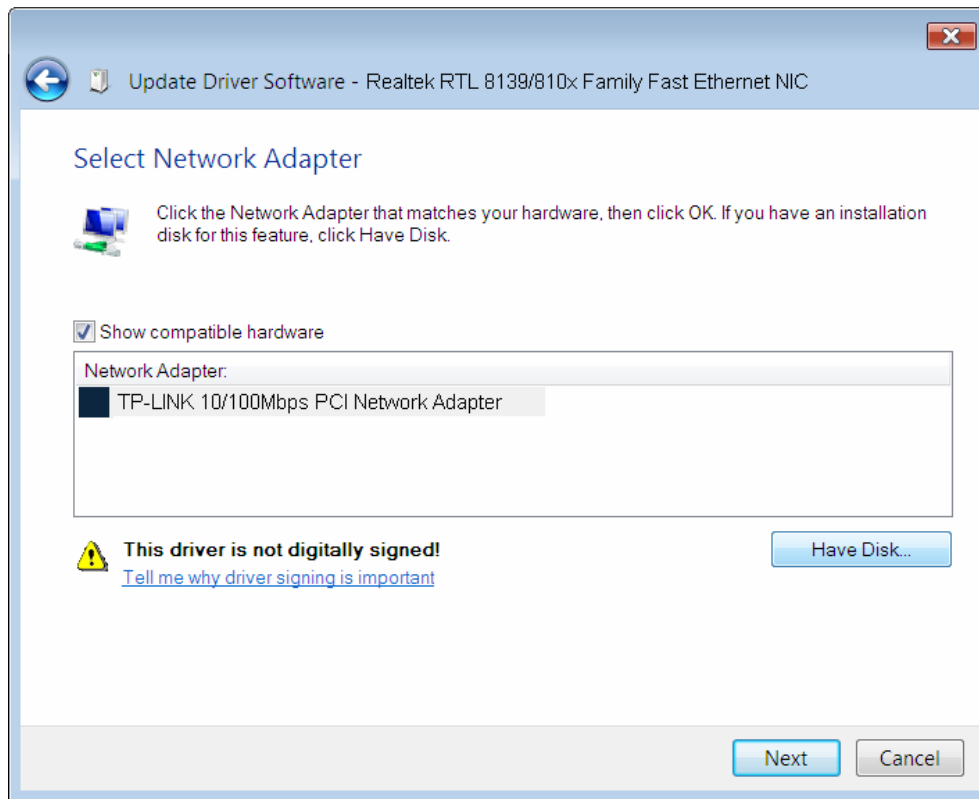 Update Driver Software - Realtek RTL 8139/810x Family Fast Ethernet NIC
Select Network Adapter
Click the Network Adapter that matches your hardware, then click OK. If you have an installation
disk for this feature, click Have Disk.
Show compatible hardware
Network Adapter:
TP-LINK 10/100Mbps PCI Network Adapter
This driver is not digitally signed!
Have Disk...
Tell me why driver signing is important
Next
Cancel